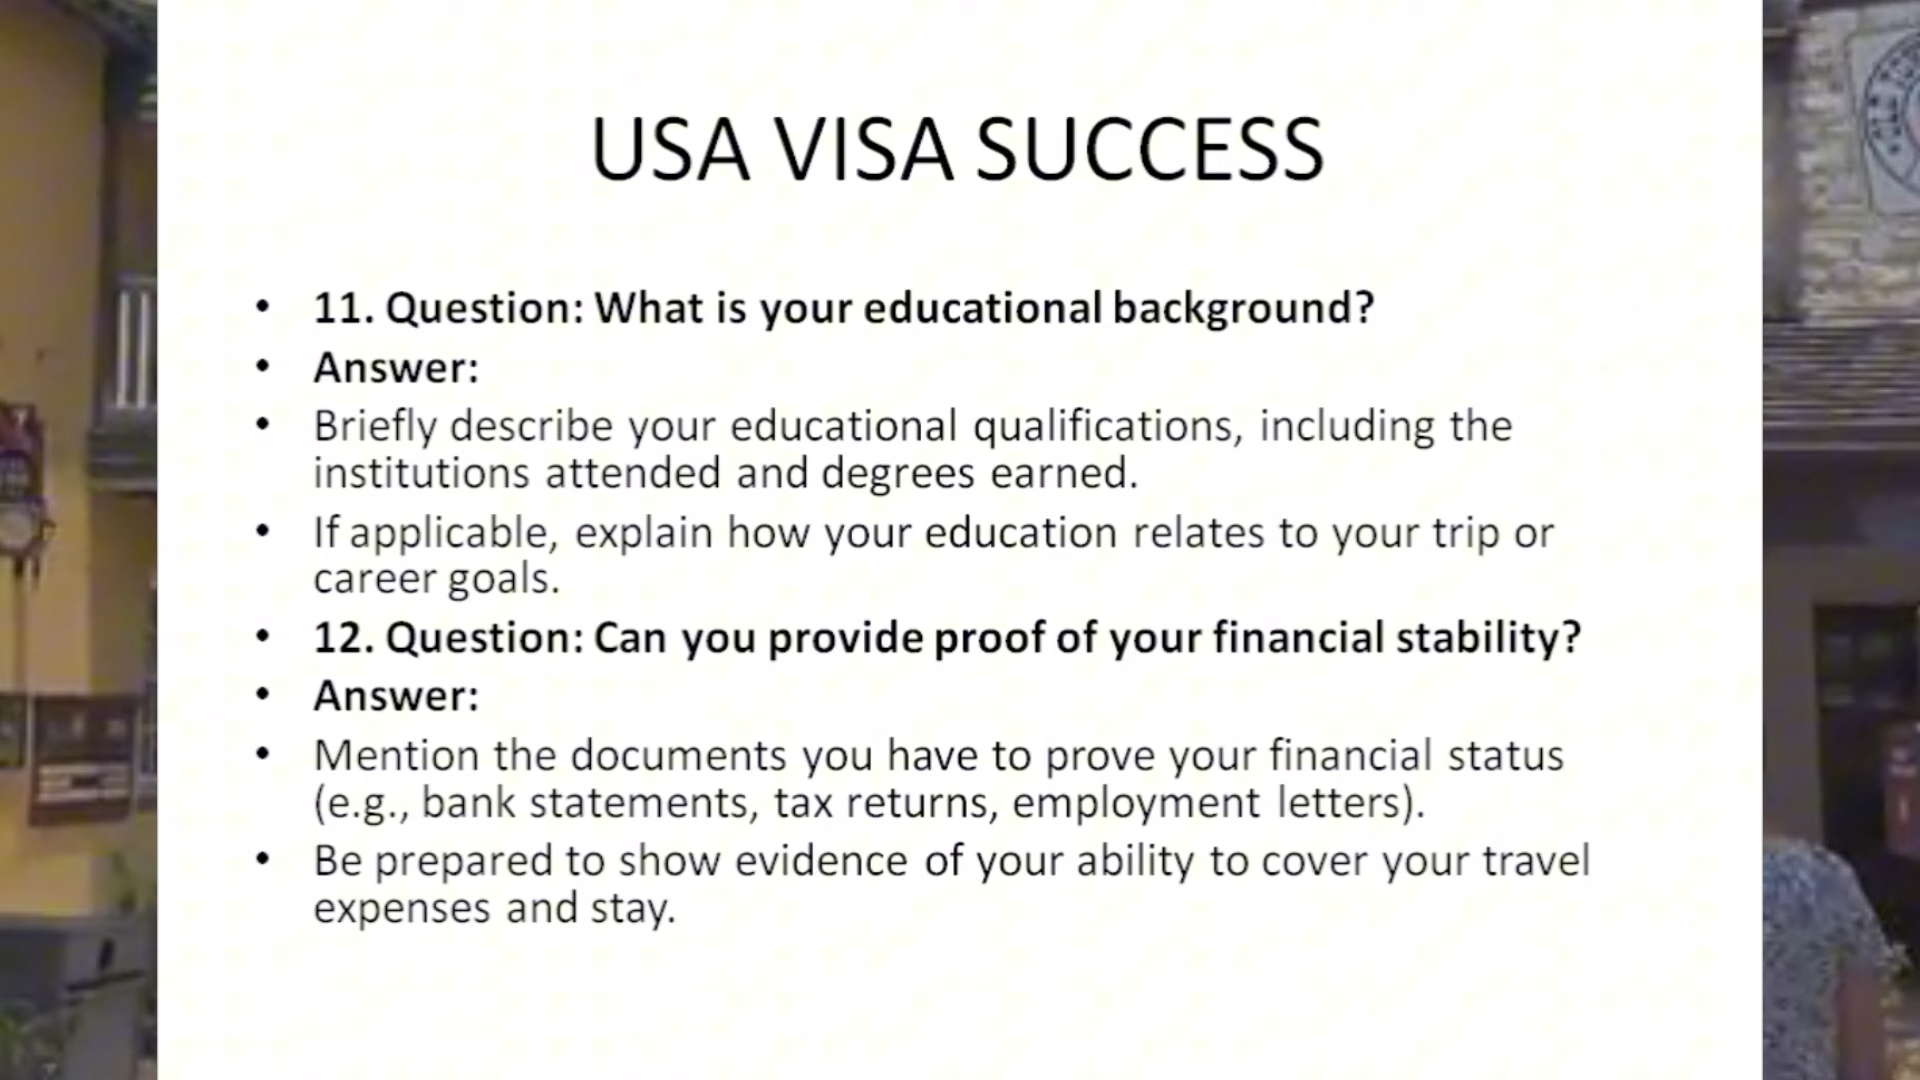 USA VISA SUCCESS
• 11. Question: What is your educational background?
• Answer:
• Briefly describe your educational qualifications, including the
institutions attended and degrees earned.
• If applicable, explain how your education relates to your trip or
career goals.
• 12. Question: Can you provide proof of your financial stability?
• Answer:
• Mention the documents you have to prove your financial status
(e.g., bank statements, tax returns, employment letters).
• Be prepared to show evidence of your ability to cover your travel
expenses and stay.